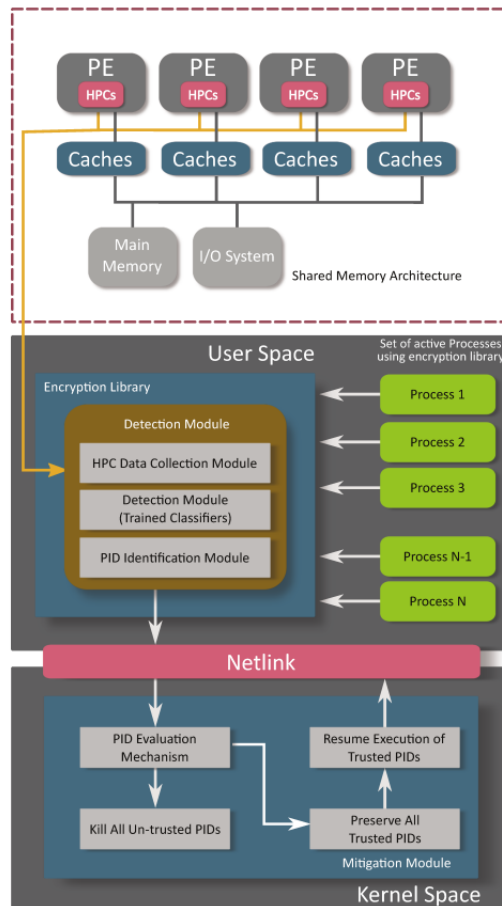 PE PE PE PE
HPCs HPCs HPCs HPCs
Caches Caches Caches Caches
Main
Memory
I/O System
Shared Memory Architecture
User Space
Set of active Processes
using encryption library
Encryption Library
Detection Module
HPC Data Collection Module
Detection Module
(Trained Classifiers)
PID Identification Module
Process 1
Process 2
Process 3
Process N-1
Process N
Netlink
PID Evaluation
Mechanism
Kill All Un-trusted PIDs
Resume Execution of
Trusted PIDs
Preserve All
Trusted PIDs
Mitigation Module
Kernel Space